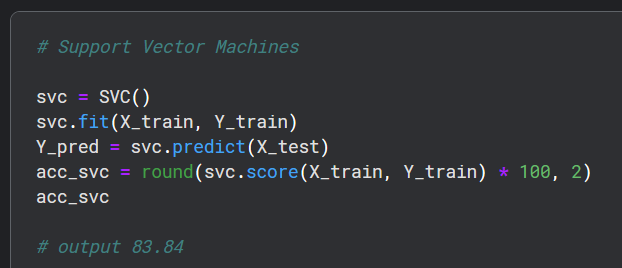 # Support Vector Machines
svc = SVC()
svc.fit(X_train, Y_train)
Y_pred = svc.predict(X_test)
acc_svc = round(svc.score(X_train, Y_train) * 100, 2)
acc_svc
# output 83.84